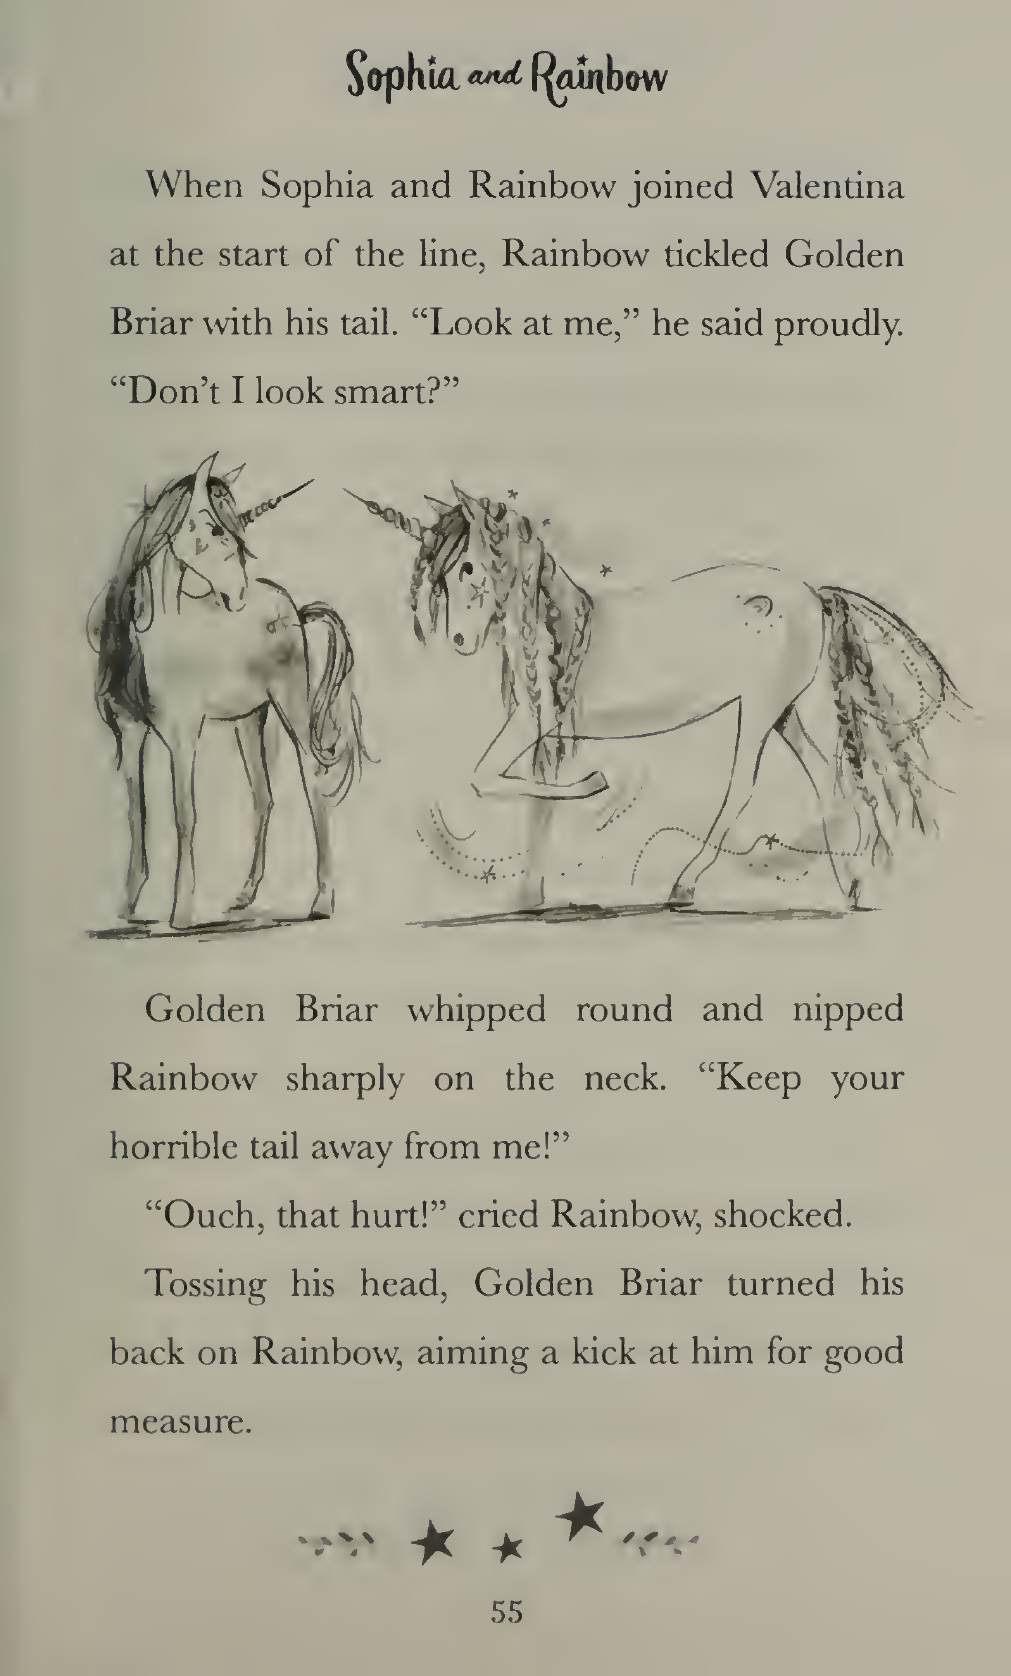 Sophia and Rainbow
When Sophia and Rainbow joined Valentina
at the start of the line, Rainbow tickled Golden
Briar with his tail. “Look at me,” he said proudly.
“Don’t I look smart?”
Golden Briar whipped round and nipped
Rainbow sharply on the neck. “Keep your
horrible tail away from me!”
“Ouch, that hurt!” cried Rainbow, shocked.
Tossing his head, Golden Briar turned his
back on Rainbow, aiming a kick at him for good
measure.
55